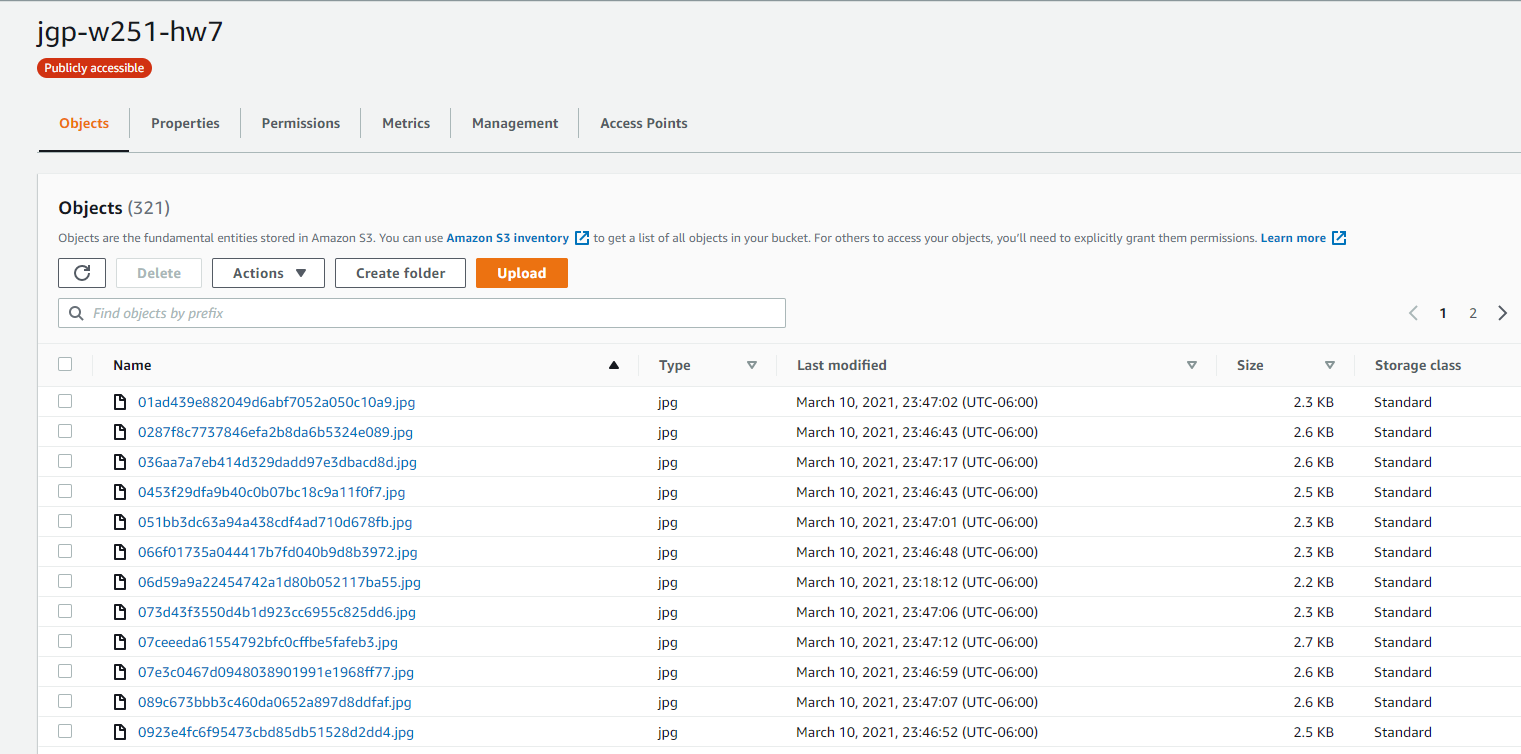 jgp-w251-hw7
Publicly accessible
Objects Properties Permissions Metrics Management Access Points
Objects (321)
Objects are the fundamental entities stored in Amazon S3. You can use Amazon S3 inventory to get a list of all objects in your bucket. For others to access your objects, you'll need to explicitly grant them permissions. Learn more
Delete Actions Create folder Upload
Find objects by prefix 1 2
Name Type Last modified Size Storage class
01ad439e882049d6abf7052a050c10a9.jpg jpg March 10, 2021, 23:47:02 (UTC-06:00) 2.3 KB Standard
0287f8c7737846efa2b8da6b5324e089.jpg jpg March 10, 2021, 23:46:43 (UTC-06:00) 2.6 KB Standard
036aa7a7eb414d329dadd97e3dbacd8d.jpg jpg March 10, 2021, 23:47:17 (UTC-06:00) 2.6 KB Standard
0453f29dfa9b40c0b07bc18c9a11f0f7.jpg jpg March 10, 2021, 23:46:43 (UTC-06:00) 2.5 KB Standard
051bb3dc63a94a438cdf4ad710d678fb.jpg jpg March 10, 2021, 23:47:01 (UTC-06:00) 2.3 KB Standard
066f01735a044417b7fd040b9d8b3972.jpg jpg March 10, 2021, 23:46:48 (UTC-06:00) 2.3 KB Standard
06d59a9a22454742a1d80b052117ba55.jpg jpg March 10, 2021, 23:18:12 (UTC-06:00) 2.2 KB Standard
073d43f3550d4b1d923cc6955c825dd6.jpg jpg March 10, 2021, 23:47:06 (UTC-06:00) 2.3 KB Standard
07ceeeda61554792bfc0cffbe5fafeb3.jpg jpg March 10, 2021, 23:47:12 (UTC-06:00) 2.7 KB Standard
07e3c0467d0948038901991e1968ff77.jpg jpg March 10, 2021, 23:46:59 (UTC-06:00) 2.6 KB Standard
089c673bbb3c460da0652a897d8ddfaf.jpg jpg March 10, 2021, 23:47:07 (UTC-06:00) 2.6 KB Standard
0923e4fc6f95473cbd85db51528d2dd4.jpg jpg March 10, 2021, 23:46:52 (UTC-06:00) 2.5 KB Standard